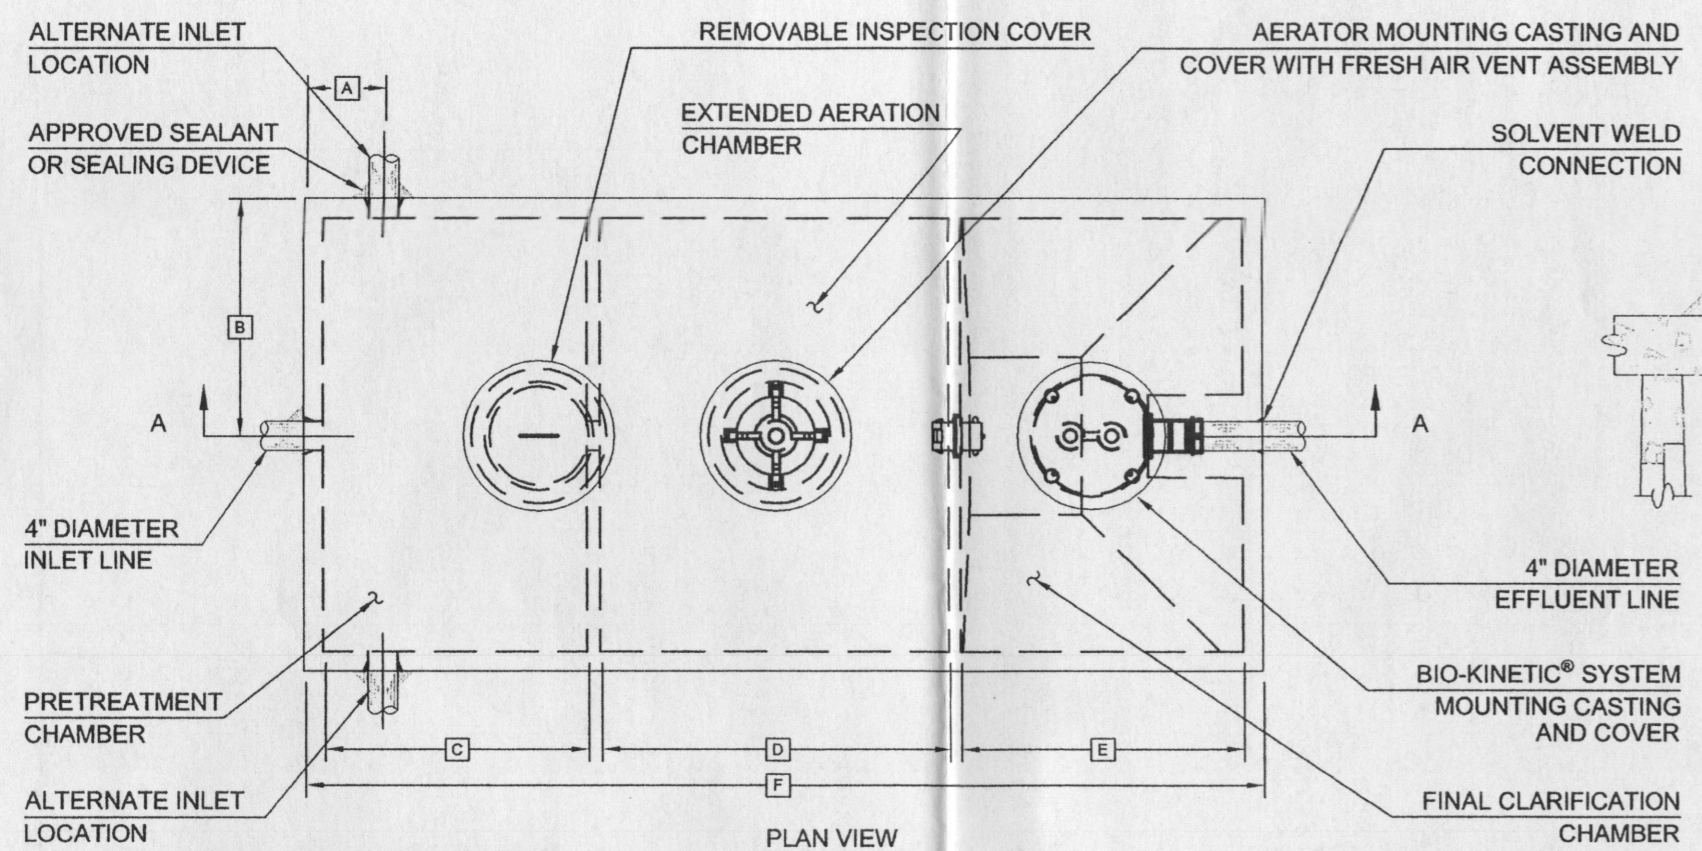 ALTERNATE INLET
LOCATION
REMOVABLE INSPECTION COVER
AERATOR MOUNTING CASTING AND
COVER WITH FRESH AIR VENT ASSEMBLY
A
EXTENDED AERATION
CHAMBER
APPROVED SEALANT
OR SEALING DEVICE
SOLVENT WELD
CONNECTION
B
A
A
4" DIAMETER
INLET LINE
4" DIAMETER
EFFLUENT LINE
PRETREATMENT
CHAMBER
BIO-KINETIC® SYSTEM
MOUNTING CASTING
AND COVER
C
D
E
F
ALTERNATE INLET
LOCATION
FINAL CLARIFICATION
CHAMBER
PLAN VIEW